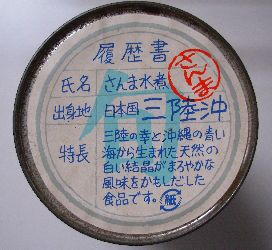 履歴書
さんま
氏名 さんま水煮
出身地 日本国 三陸沖
特長 三陸の幸と沖縄の青い
海から生まれた天然の
白い結晶がまろやかな
風味をかもしだした
食品です。